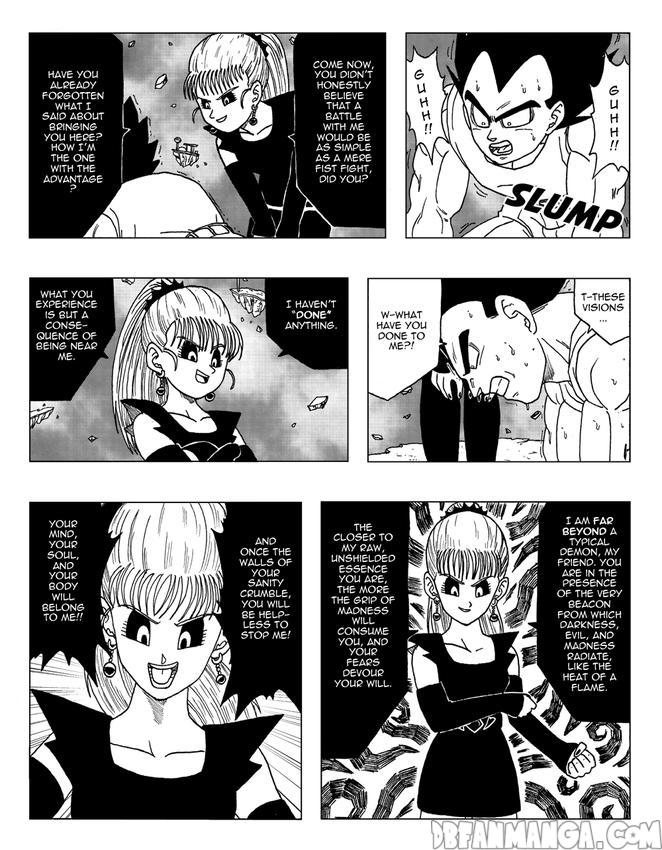 GUHH!!
GUHH!!
SLUMP
COME NOW,
YOU DIDN'T
HONESTLY
BELIEVE
THAT A
BATTLE
WITH ME
WOULD BE
AS SIMPLE
AS A MERE
FIST FIGHT,
DID YOU?
HAVE YOU
ALREADY
FORGOTTEN
WHAT I
SAID ABOUT
BRINGING
YOU HERE?
HOW I'M
THE ONE
WITH THE
ADVANTAGE
?
T-THESE
VISIONS
...
W-WHAT
HAVE YOU
DONE TO
ME?!
I HAVEN'T
"DONE"
ANYTHING.
WHAT YOU
EXPERIENCE
IS BUT A
CONSE-
QUENCE OF
BEING NEAR
ME.
I AM FAR
BEYOND A
TYPICAL
DEMON, MY
FRIEND. YOU
ARE IN THE
PRESENCE
OF THE VERY
BEACON
FROM WHICH
DARKNESS,
EVIL, AND
MADNESS
RADIATE,
LIKE THE
HEAT OF A
FLAME.
THE
CLOSER TO
MY RAW,
UNSHIELDED
ESSENCE
YOU ARE,
THE MORE
THE GRIP OF
MADNESS
WILL
CONSUME
YOU, AND
YOUR
FEARS
DEVOUR
YOUR WILL.
AND
ONCE THE
WALLS OF
YOUR
SANITY
CRUMBLE,
YOU WILL
BE HELP-
LESS TO
STOP ME!
YOUR
MIND,
YOUR
SOUL,
AND
YOUR
BODY
WILL
BELONG
TO ME!!
DBFANMANGA.COM